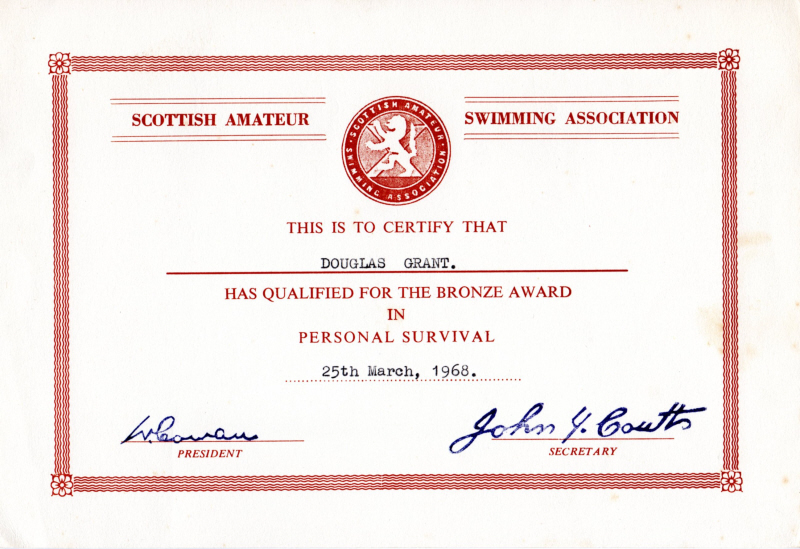 SCOTTISH AMATEUR
SCOTTISH AMATEUR
SWIMMING ASSOCIATION
SWIMMING ASSOCIATION
THIS IS TO CERTIFY THAT
DOUGLAS GRANT.
HAS QUALIFIED FOR THE BRONZE AWARD
IN
PERSONAL SURVIVAL
25th March, 1968.
W. Cowan
John Y. Coutts
PRESIDENT
SECRETARY